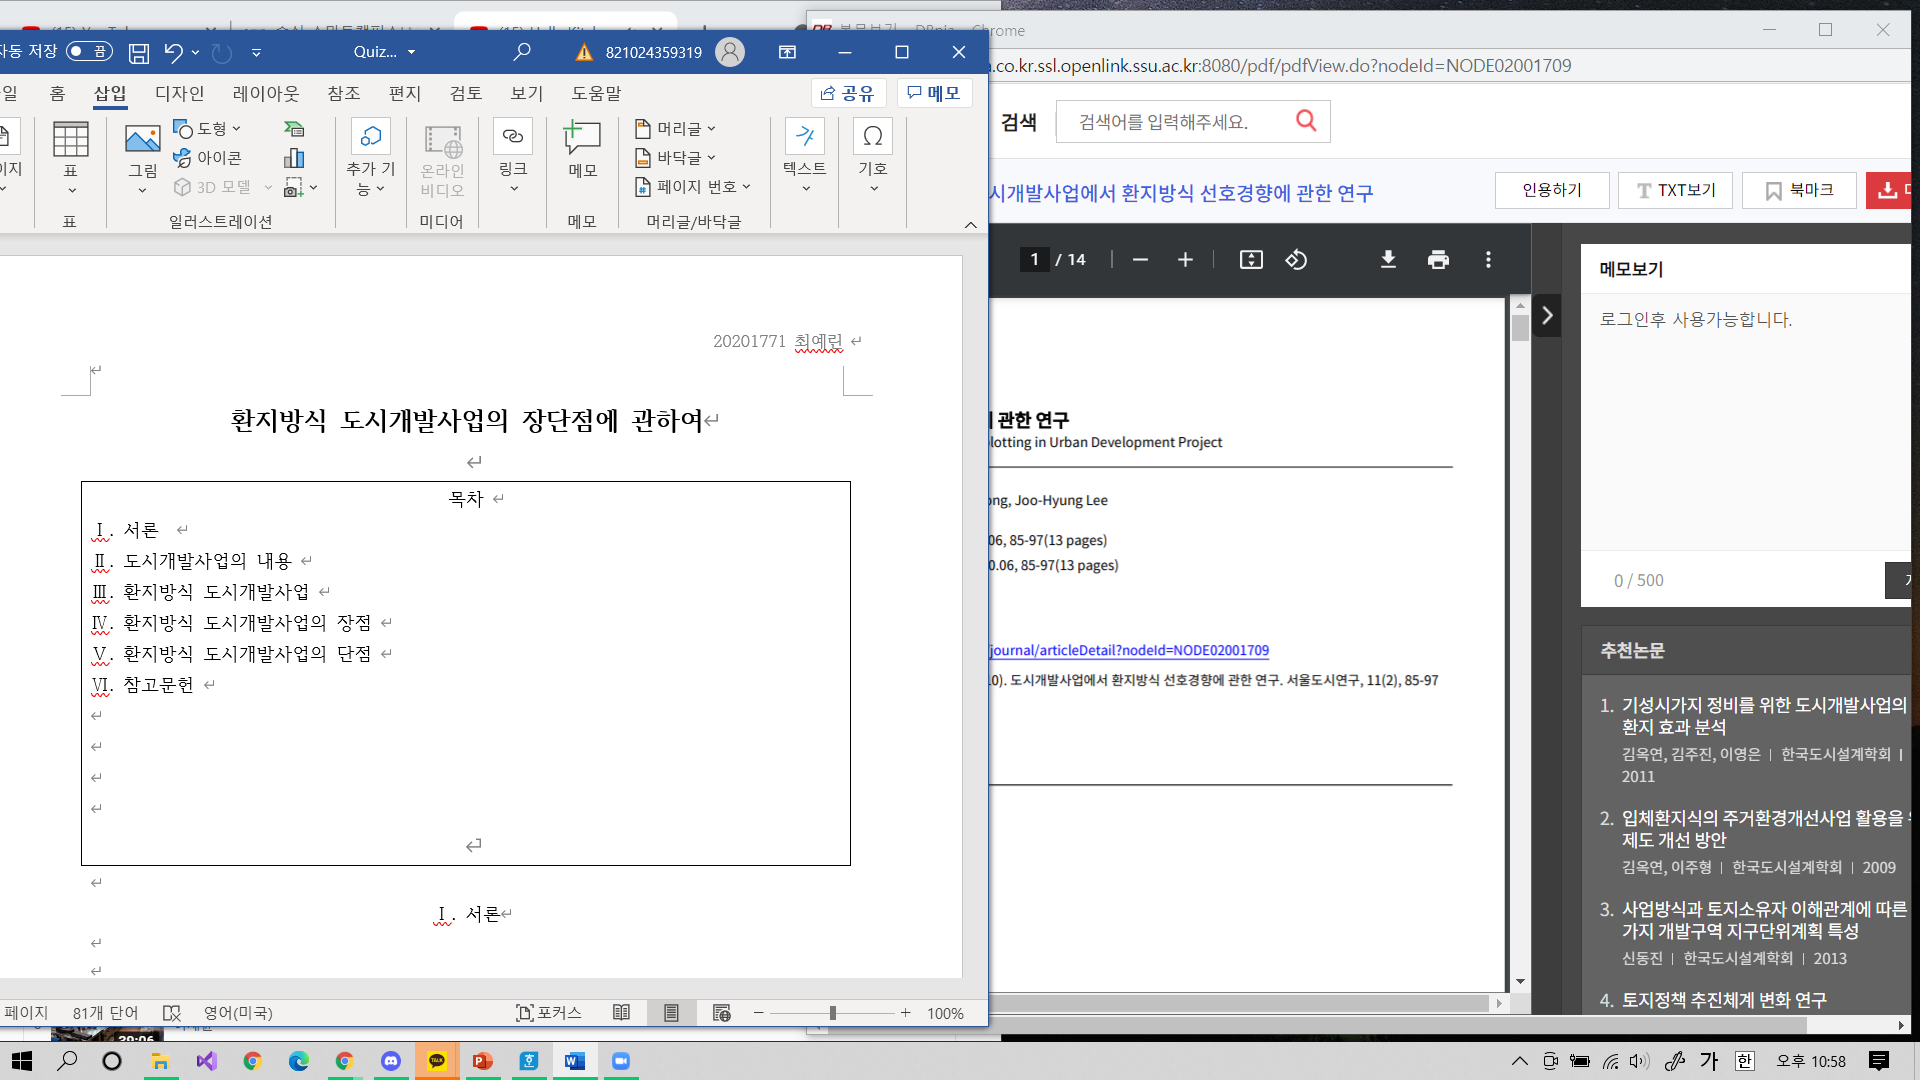 자동 저장 끔 Quiz... 821024359319
홈 삽입 디자인 레이아웃 참조 편지 검토 보기 도움말 공유 메모
표
그림
도형
아이콘
3D 모델
추가 기능
온라인 비디오
링크
메모
머리글
바닥글
페이지 번호
텍스트
기호
표 일러스트레이션 미디어 메모 머리글/바닥글
20201771 최예린
환지방식 도시개발사업의 장단점에 관하여
목차
Ⅰ. 서론
Ⅱ. 도시개발사업의 내용
Ⅲ. 환지방식 도시개발사업
Ⅳ. 환지방식 도시개발사업의 장점
Ⅴ. 환지방식 도시개발사업의 단점
Ⅵ. 참고문헌
Ⅰ. 서론
페이지 81개 단어 영어(미국) 포커스 100%
Chrome
.co.kr.ssl.openlink.ssu.ac.kr:8080/pdf/pdfView.do?nodeId=NODE02001709
검색 검색어를 입력해주세요.
시개발사업에서 환지방식 선호경향에 관한 연구
인용하기 TXT보기 북마크
1 / 14
관한 연구
lotting in Urban Development Project
ong, Joo-Hyung Lee
06, 85-97(13 pages)
0.06, 85-97(13 pages)
journal/articleDetail?nodeId=NODE02001709
0). 도시개발사업에서 환지방식 선호경향에 관한 연구. 서울도시연구, 11(2), 85-97
메모보기
로그인후 사용가능합니다.
0 / 500
추천논문
1. 기성시가지 정비를 위한 도시개발사업의
환지 효과 분석
김옥연, 김주진, 이영은 | 한국도시설계학회 |
2011
2. 입체환지식의 주거환경개선사업 활용을
제도 개선 방안
김옥연, 이주형 | 한국도시설계학회 | 2009
3. 사업방식과 토지소유자 이해관계에 따른
가지 개발구역 지구단위계획 특성
신동진 | 한국도시설계학회 | 2013
4. 토지정책 추진체계 변화 연구
39:06
가 한 오후 10:58